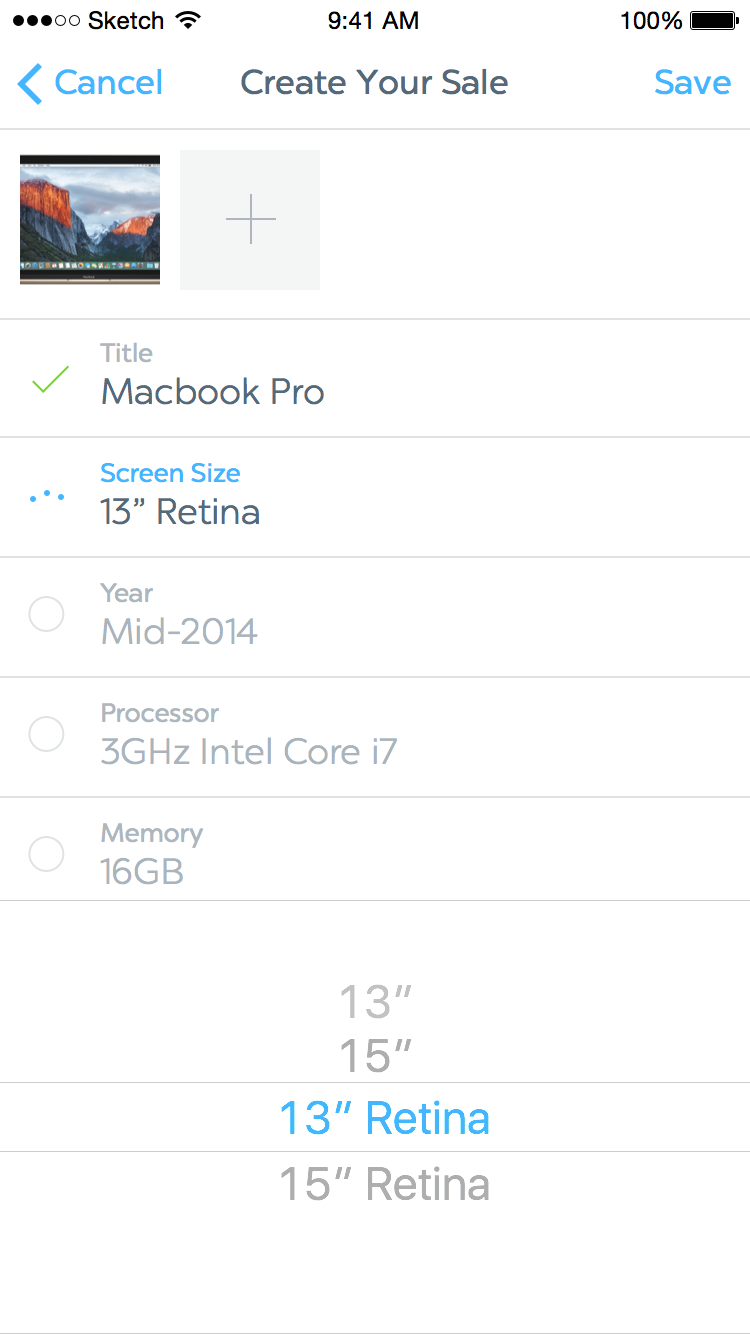 Sketch 9:41 AM 100%
Cancel Create Your Sale Save
Title
Macbook Pro
Screen Size
13” Retina
Year
Mid-2014
Processor
3GHz Intel Core i7
Memory
16GB
13”
15”
13” Retina
15” Retina